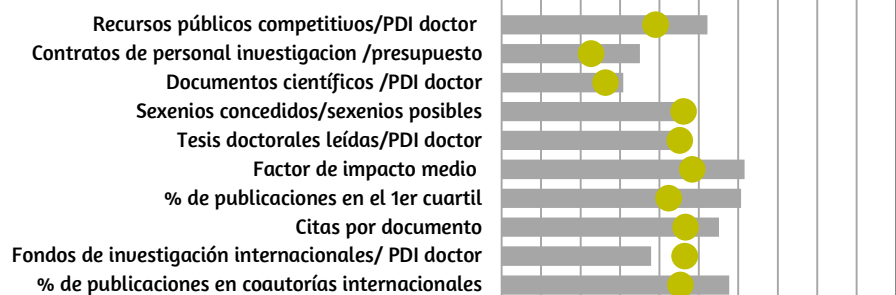 Recursos públicos competitivos/PDI doctor
Contratos de personal investigacion /presupuesto
Documentos científicos /PDI doctor
Sexenios concedidos/sexenios posibles
Tesis doctorales leídas/PDI doctor
Factor de impacto medio
% de publicaciones en el 1er cuartil
Citas por documento
Fondos de investigación internacionales/ PDI doctor
% de publicaciones en coautorías internacionales